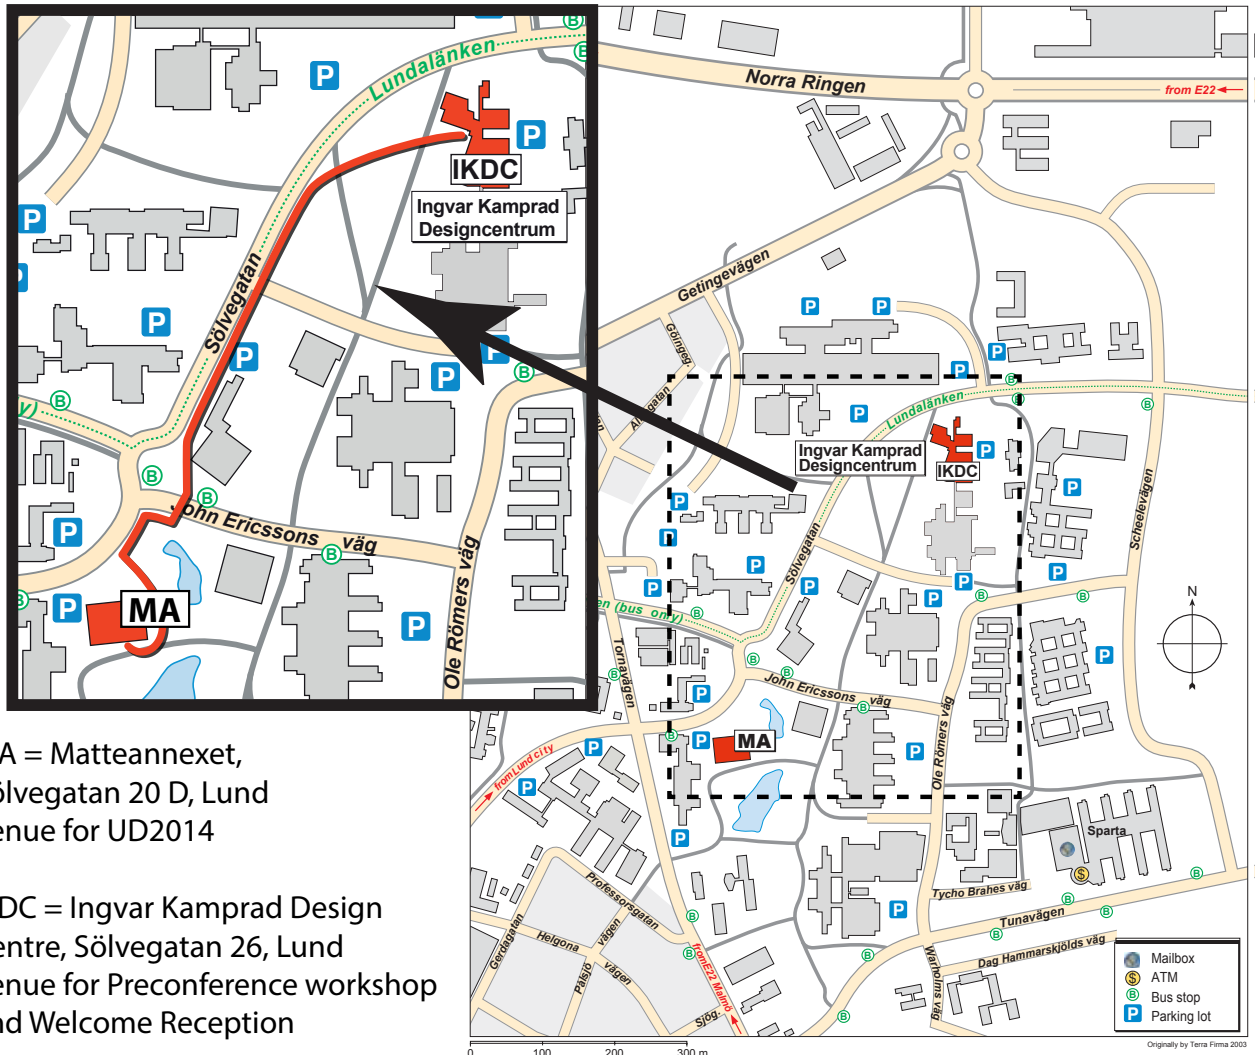 Lundalänken
Sölvegatan
IKDC
Ingvar Kamprad
Designcentrum
y)
John Ericssons väg
Ole Römers väg
MA
P
B
A = Matteannexet,
ölvegatan 20 D, Lund
enue for UD2014
DC = Ingvar Kamprad Design
entre, Sölvegatan 26, Lund
enue for Preconference workshop
nd Welcome Reception
Norra Ringen
from E22
Getingevägen
Göingeg.
Lundalänken
Ingvar Kamprad
Designcentrum
IKDC
Sölvegatan
Scheelevägen
en (bus only)
Tornavägen
John Ericssons väg
Ole Römers väg
MA
from Lund city
N
Sparta
$
Tycho Brahes väg
Tunavägen
Dag Hammarskjölds väg
Warholms väg
Professorsgatan
Gerdagatan
Helgona
vägen
Pålsjö
vägen
Sjög.
from E22 Malmö
Mailbox
$ ATM
B Bus stop
P Parking lot
0 100 200 300 m
Originally by Terra Firma 2003